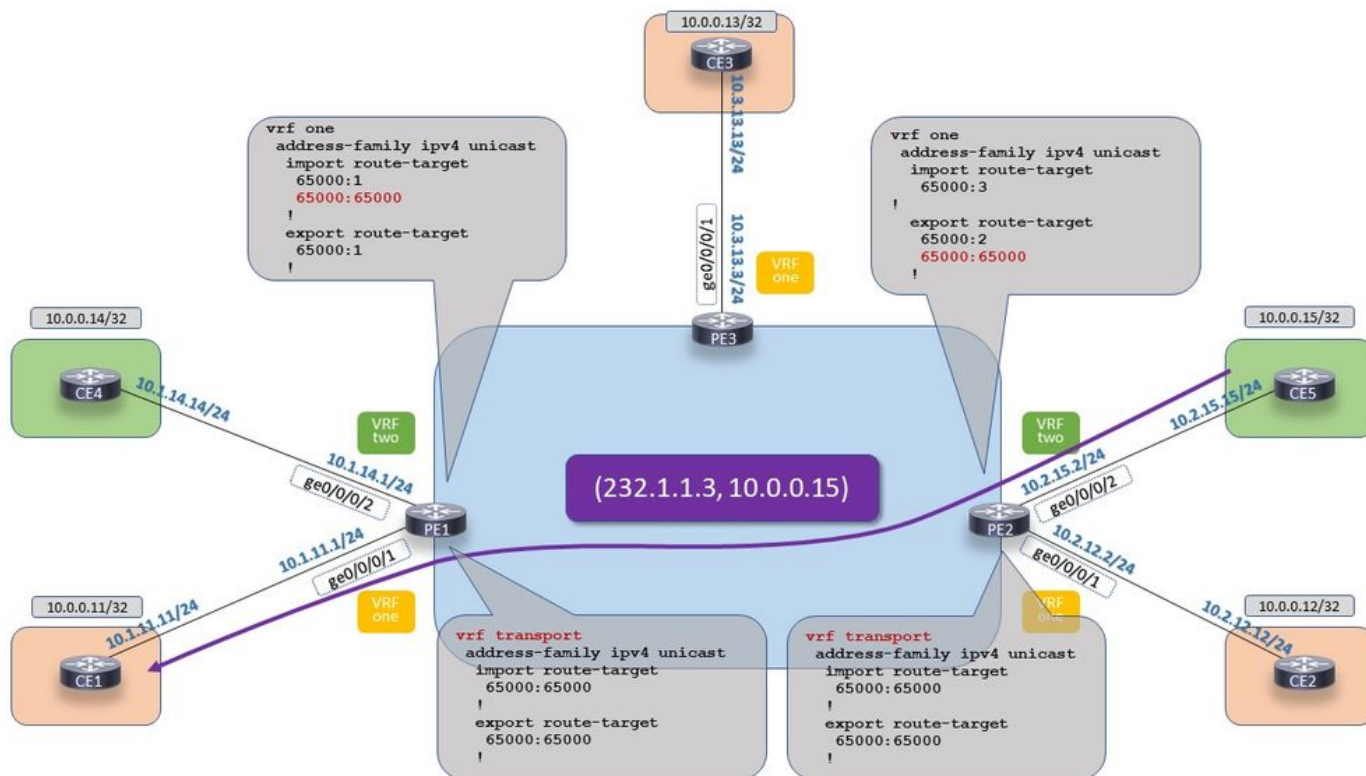 10.0.0.13/32
CE3
10.3.13.13/24
vrf one
address-family ipv4 unicast
import route-target
65000:1
65000:65000
!
export route-target
65000:1
!
vrf one
address-family ipv4 unicast
import route-target
65000:3
!
export route-target
65000:2
65000:65000
!
ge0/0/0/1
10.3.13.3/24
VRF
one
PE3
10.0.0.14/32
CE4
10.1.14.14/24
VRF
two
10.1.14.1/24
ge0/0/0/2
PE1
10.0.0.15/32
CE5
10.2.15.15/24
VRF
two
10.2.15.2/24
ge0/0/0/2
PE2
(232.1.1.3, 10.0.0.15)
10.1.11.1/24
ge0/0/0/1
VRF
one
10.0.0.11/32
10.1.11.11/24
CE1
10.2.12.2/24
ge0/0/0/1
VRF
one
10.0.0.12/32
10.2.12.12/24
CE2
vrf transport
address-family ipv4 unicast
import route-target
65000:65000
!
export route-target
65000:65000
!
vrf transport
address-family ipv4 unicast
import route-target
65000:65000
!
export route-target
65000:65000
!